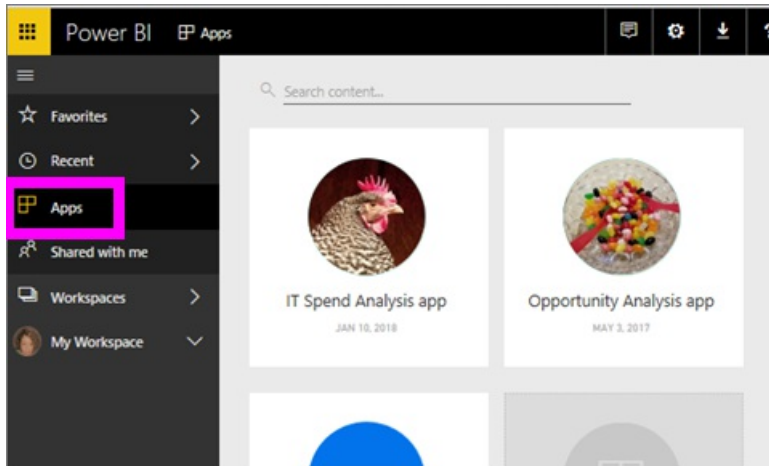 Power BI Apps
Search content...
Favorites
Recent
Apps
Shared with me
Workspaces
My Workspace
IT Spend Analysis app
JAN 10, 2018
Opportunity Analysis app
MAY 3, 2017